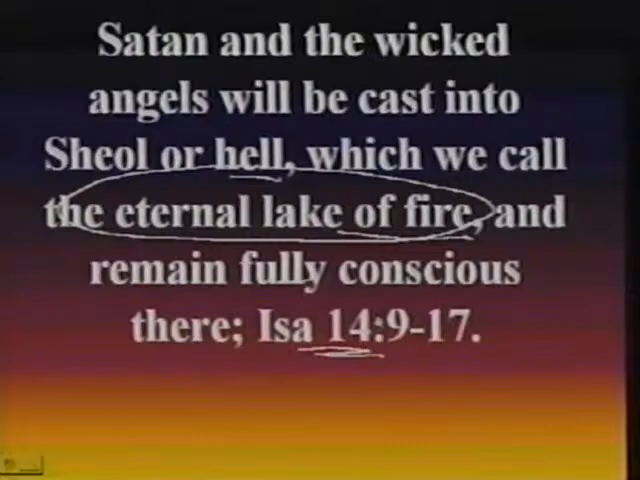 Satan and the wicked
angels will be cast into
Sheol or hell, which we call
the eternal lake of fire, and
remain fully conscious
there; Isa 14:9-17.